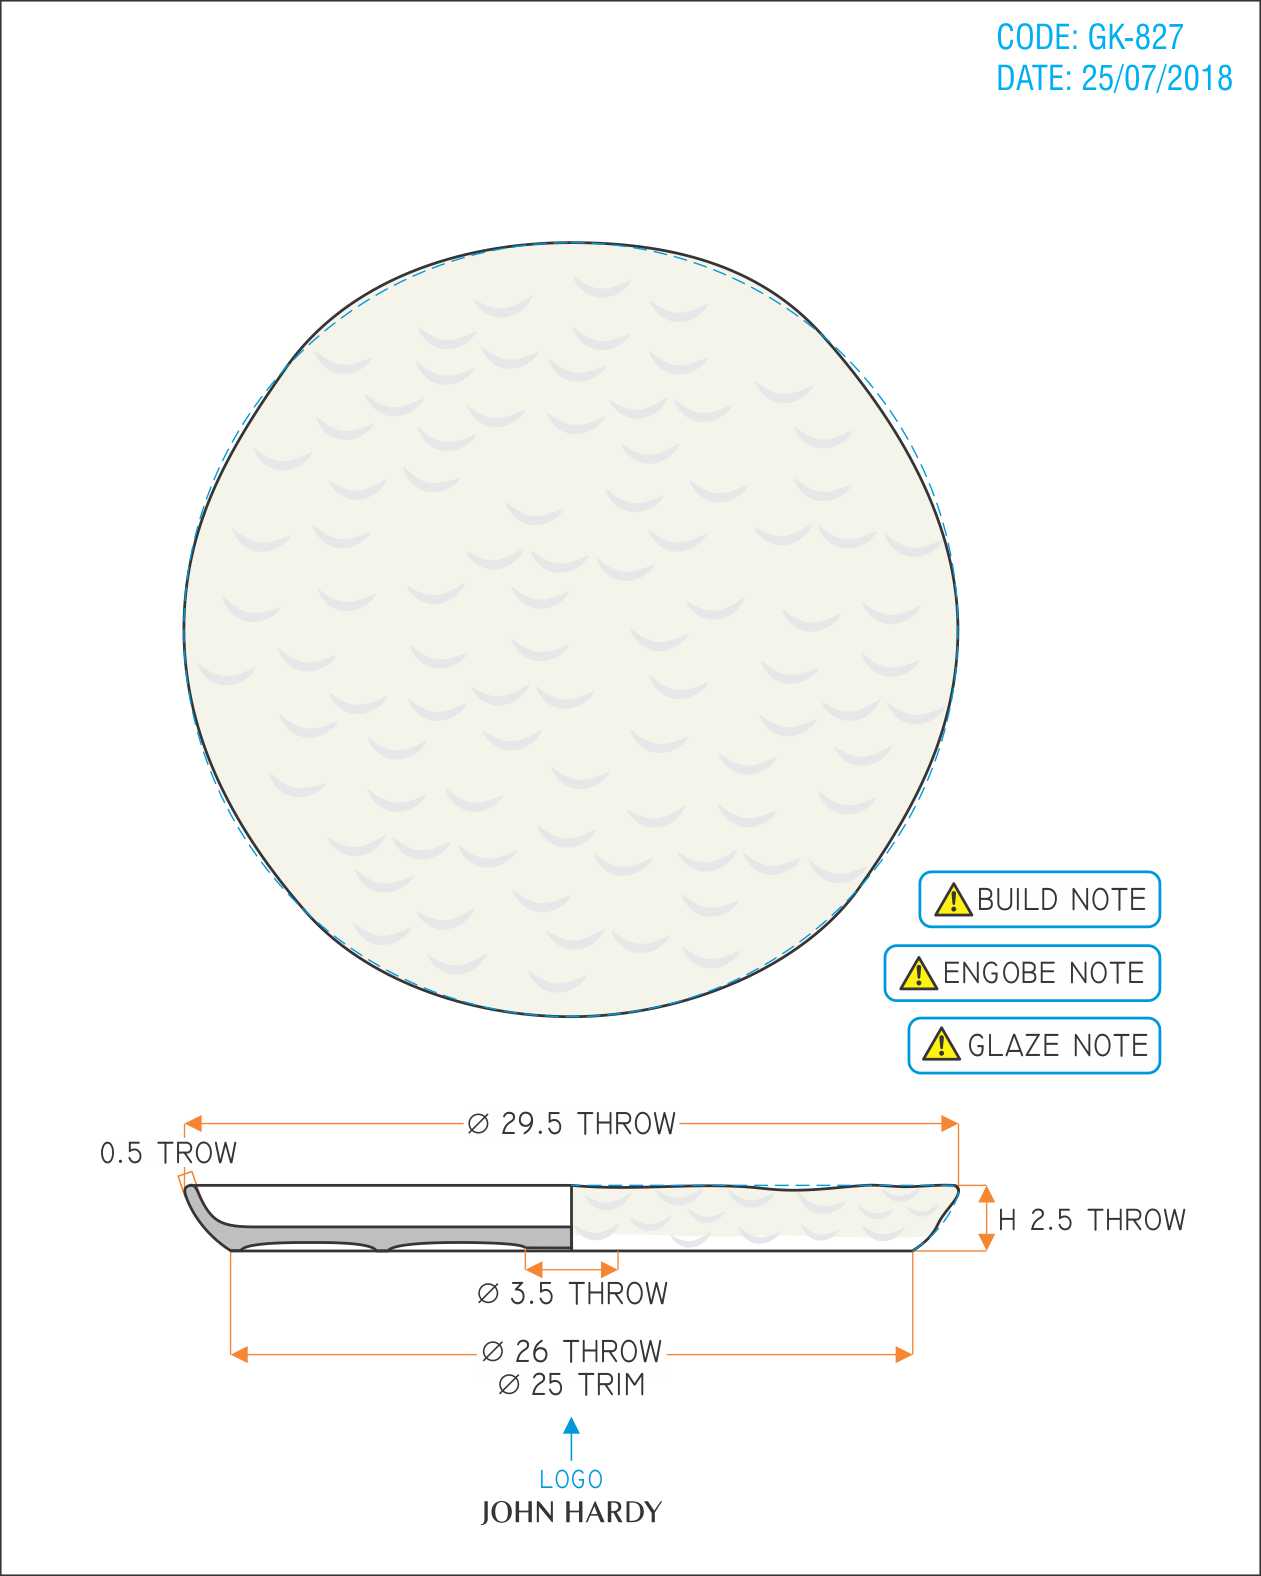 CODE: GK-827
DATE: 25/07/2018
BUILD NOTE
ENGOBE NOTE
GLAZE NOTE
Ø 29.5 THROW
0.5 TROW
H 2.5 THROW
Ø 3.5 THROW
Ø 26 THROW
Ø 25 TRIM
LOGO
JOHN HARDY